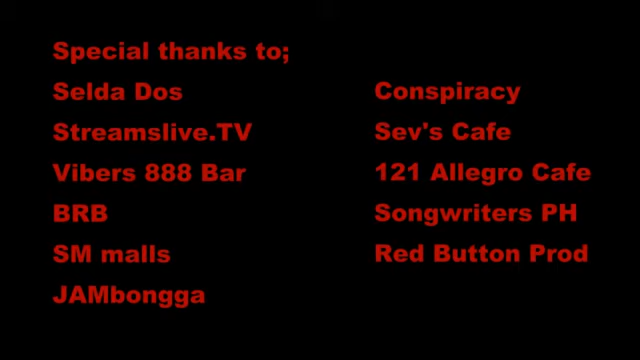 Special thanks to;
Selda Dos
Streamslive.TV
Vibers 888 Bar
BRB
SM malls
JAMbongga
Conspiracy
Sev's Cafe
121 Allegro Cafe
Songwriters PH
Red Button Prod